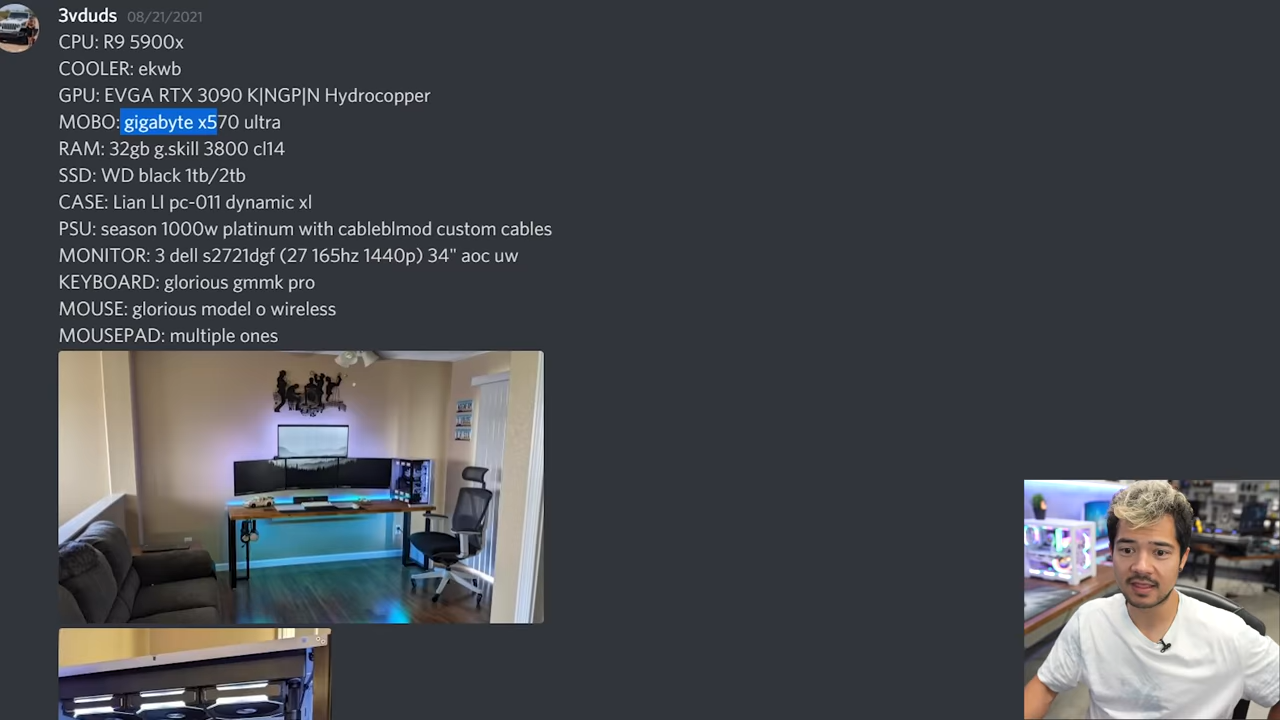 3vduds 08/21/2021
CPU: R9 5900x
COOLER: ekwb
GPU: EVGA RTX 3090 K|NGP|N Hydrocopper
MOBO: gigabyte x570 ultra
RAM: 32gb g.skill 3800 cl14
SSD: WD black 1tb/2tb
CASE: Lian LI pc-011 dynamic xl
PSU: season 1000w platinum with cableblmod custom cables
MONITOR: 3 dell s2721dgf (27 165hz 1440p) 34" aoc uw
KEYBOARD: glorious gmmk pro
MOUSE: glorious model o wireless
MOUSEPAD: multiple ones